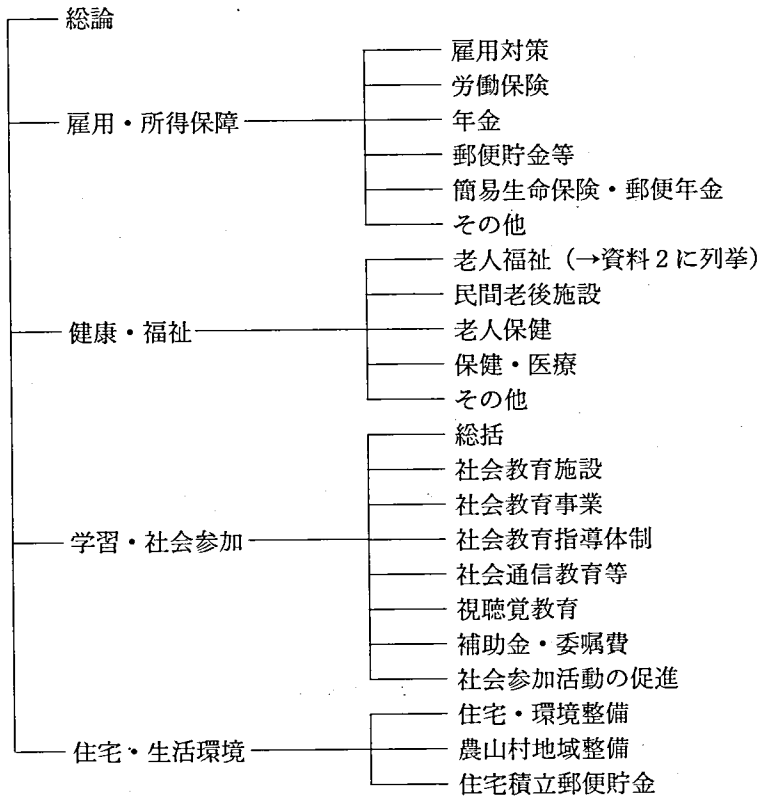 総論
雇用・所得保障
雇用対策
労働保険
年金
郵便貯金等
簡易生命保険・郵便年金
その他
健康・福祉
老人福祉（→資料2に列挙）
民間老後施設
老人保健
保健・医療
その他
学習・社会参加
総括
社会教育施設
社会教育事業
社会教育指導体制
社会通信教育等
視聴覚教育
補助金・委嘱費
社会参加活動の促進
住宅・生活環境
住宅・環境整備
農山村地域整備
住宅積立郵便貯金